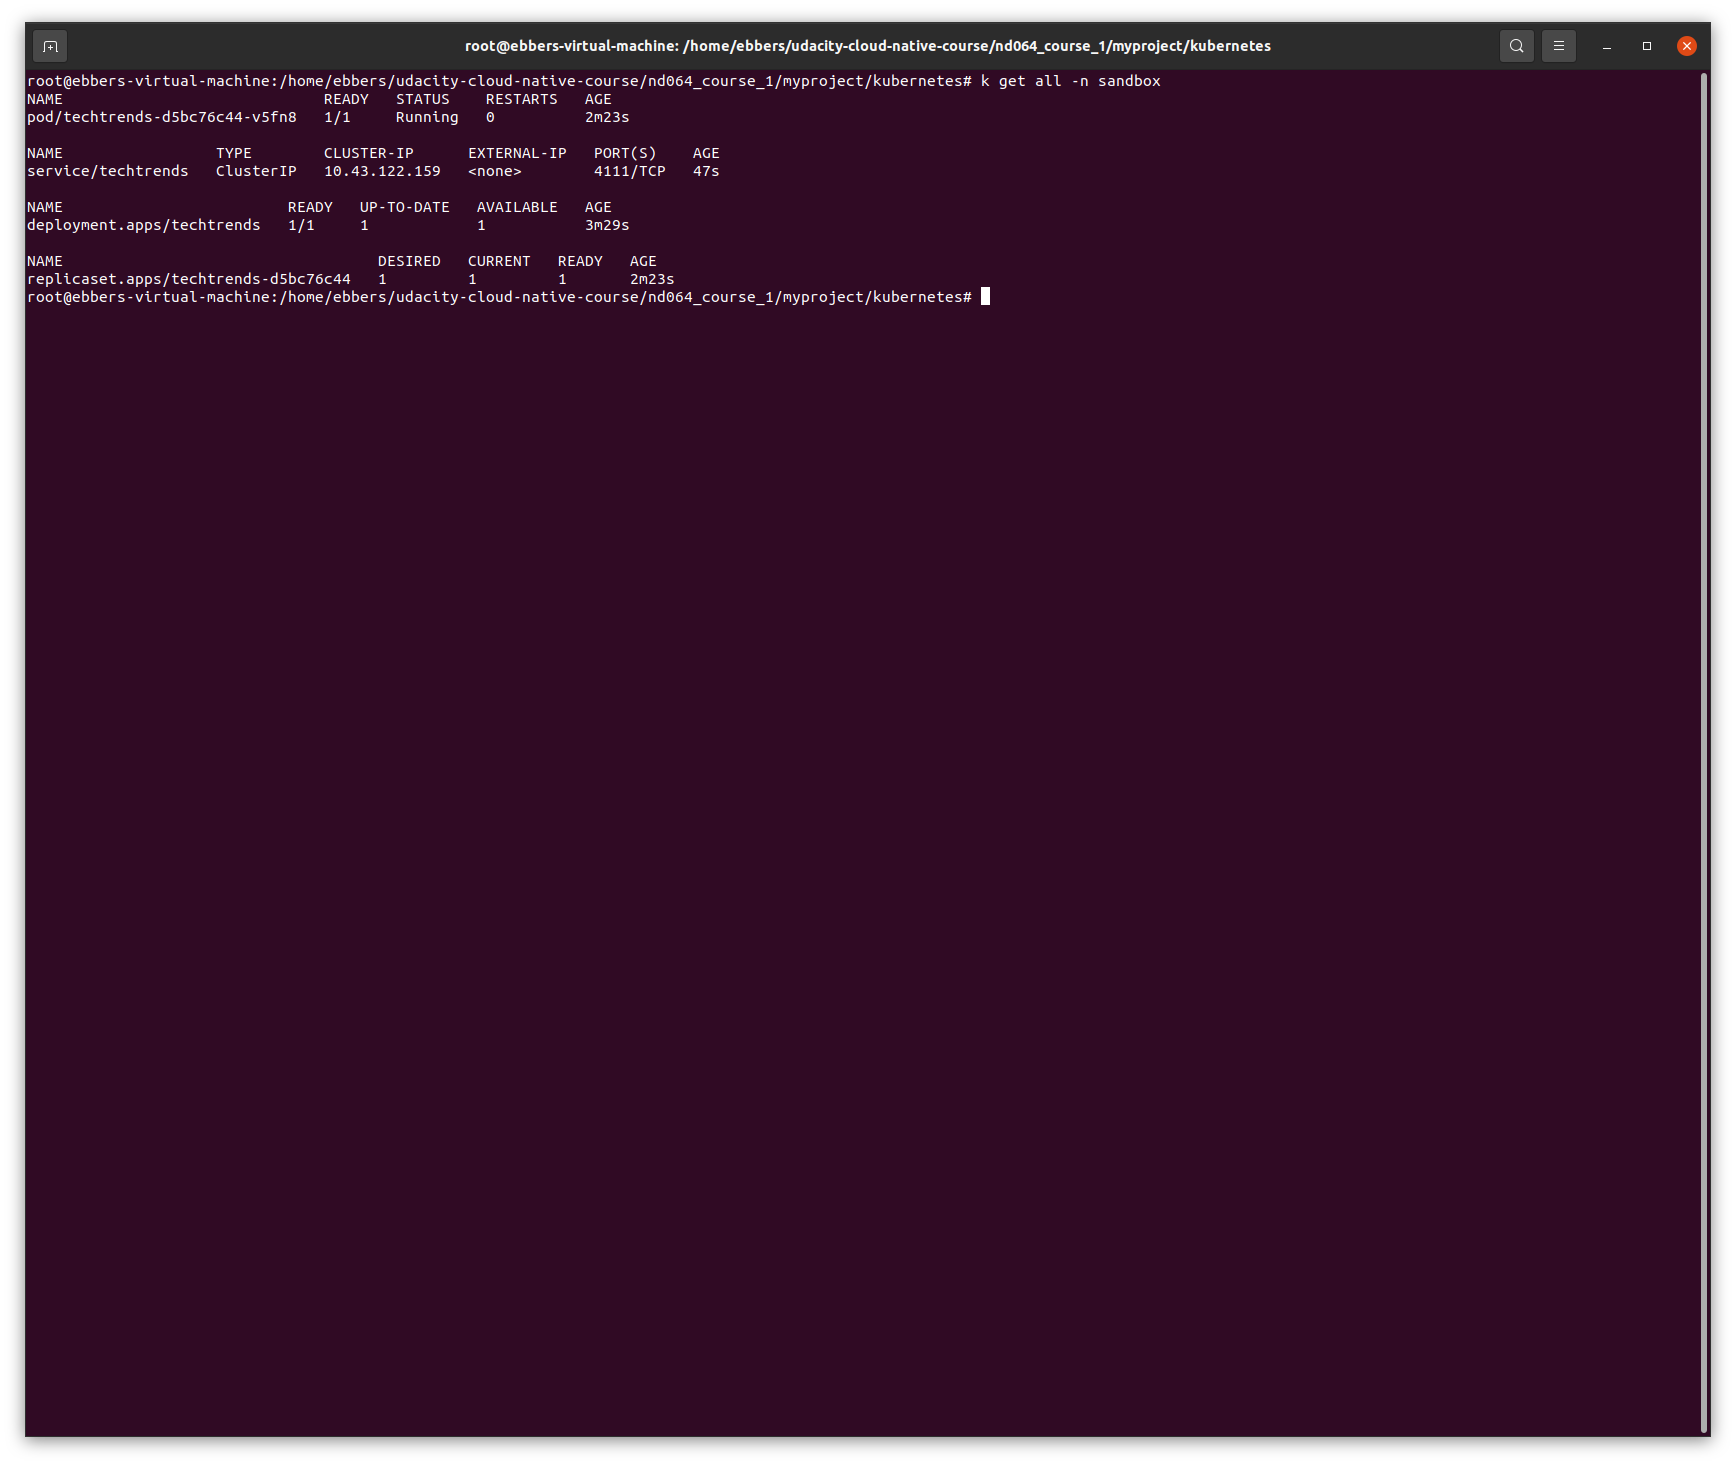 root@ebbers-virtual-machine: /home/ebbers/udacity-cloud-native-course/nd064_course_1/myproject/kubernetes
root@ebbers-virtual-machine:/home/ebbers/udacity-cloud-native-course/nd064_course_1/myproject/kubernetes# k get all -n sandbox
NAME                             READY   STATUS    RESTARTS   AGE
pod/techtrends-d5bc76c44-v5fn8   1/1     Running   0          2m23s

NAME                 TYPE        CLUSTER-IP      EXTERNAL-IP   PORT(S)    AGE
service/techtrends   ClusterIP   10.43.122.159   <none>        4111/TCP   47s

NAME                         READY   UP-TO-DATE   AVAILABLE   AGE
deployment.apps/techtrends   1/1     1            1           3m29s

NAME                                   DESIRED   CURRENT   READY   AGE
replicaset.apps/techtrends-d5bc76c44   1         1         1       2m23s
root@ebbers-virtual-machine:/home/ebbers/udacity-cloud-native-course/nd064_course_1/myproject/kubernetes#